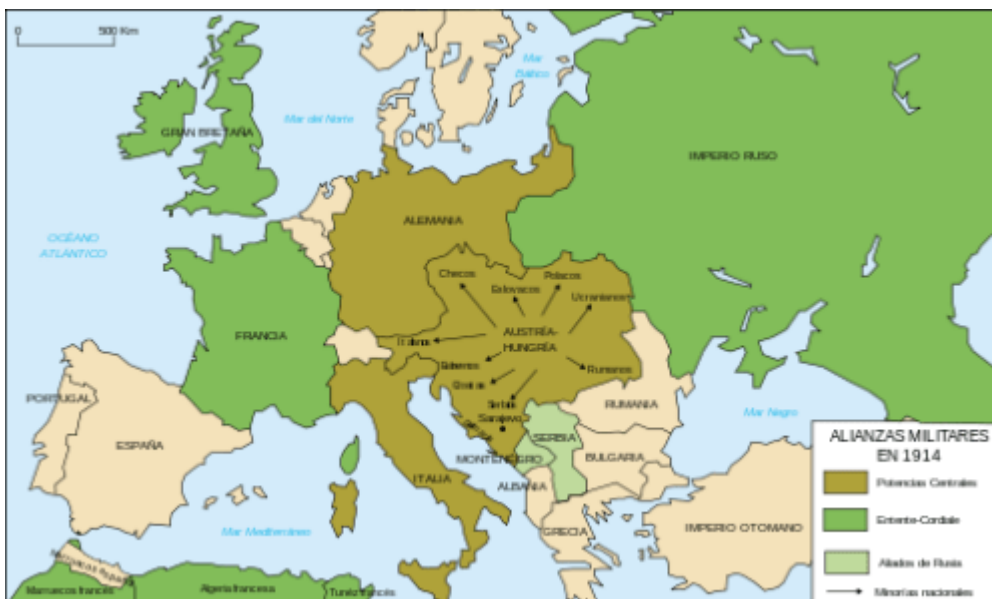 0 500 Km
Mar Báltico
Mar del Norte
GRAN BRETAÑA
IMPERIO RUSO
OCÉANO
ATLÁNTICO
ALEMANIA
Checos
Eslovacos
Polacos
Ucranianos
FRANCIA
AUSTRÍA-
HUNGRÍA
Italianos
Rumanos
Serbios
Sarajevo
PORTUGAL
ESPAÑA
RUMANIA
Mar Negro
SERBIA
MONTENEGRO
BULGARIA
ITALIA
ALBANIA
GRECIA
IMPERIO OTOMANO
Mar Mediterráneo
Marruecos francés
Argelia francesa
Tunéz francés
ALIANZAS MILITARES
EN 1914
Potencias Centrales
Entente-Cordiale
Aliados de Rusia
Minorías nacionales